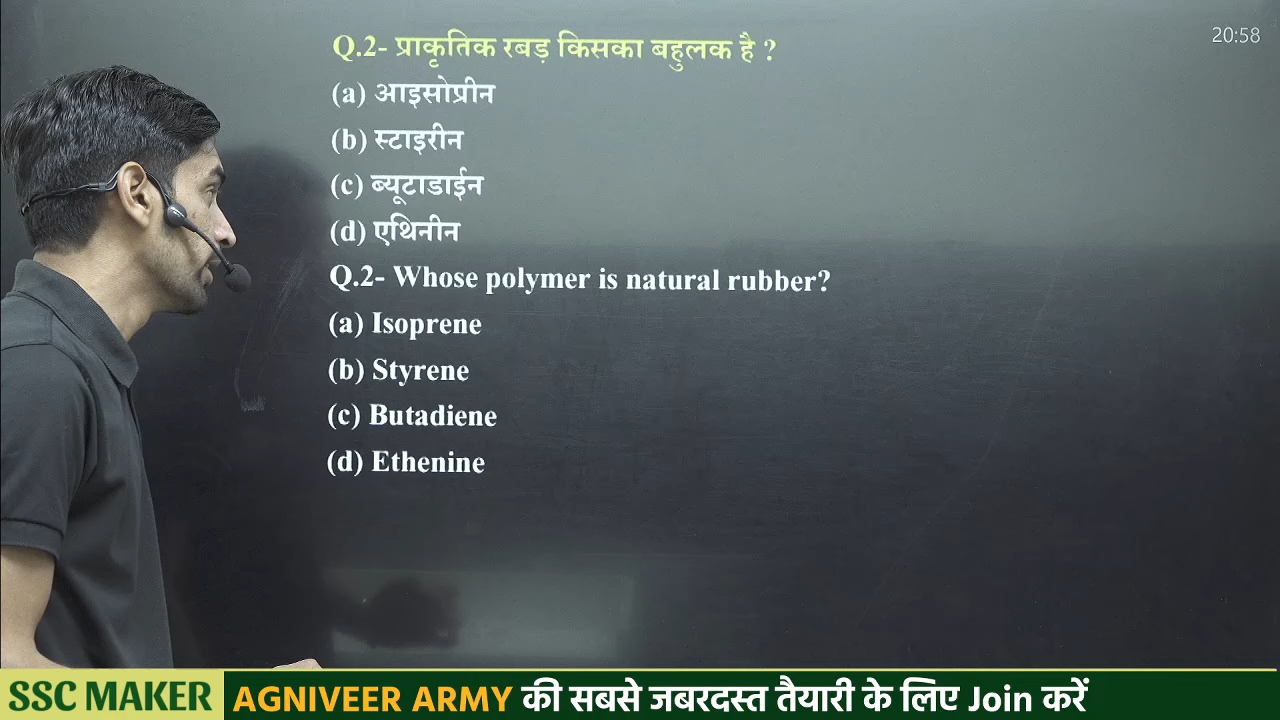 20:58
Q.2- प्राकृतिक रबड़ किसका बहुलक है ?
(a) आइसोप्रीन
(b) स्टाइरीन
(c) ब्यूटाडाईन
(d) एथिनीन
Q.2- Whose polymer is natural rubber?
(a) Isoprene
(b) Styrene
(c) Butadiene
(d) Ethenine
SSC MAKER AGNIVEER ARMY की सबसे जबरदस्त तैयारी के लिए Join करें